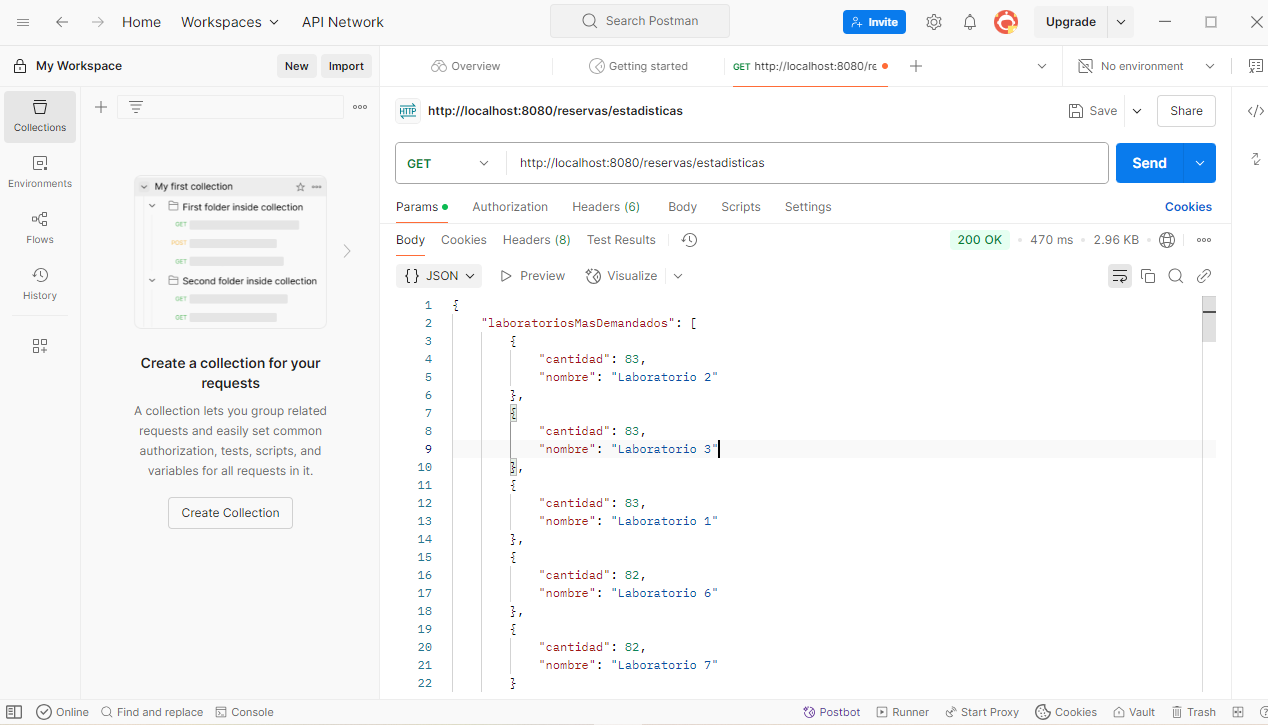 Home Workspaces API Network Search Postman Invite Upgrade
My Workspace New Import Overview Getting started GET http://localhost:8080/re No environment
Collections
Environments
Flows
History
My first collection
First folder inside collection
GET
POST
GET
Second folder inside collection
GET
GET
Create a collection for your
requests
A collection lets you group related
requests and easily set common
authorization, tests, scripts, and
variables for all requests in it.
Create Collection
HTTP http://localhost:8080/reservas/estadisticas Save Share
GET http://localhost:8080/reservas/estadisticas Send
Params Authorization Headers (6) Body Scripts Settings Cookies
Body Cookies Headers (8) Test Results 200 OK 470 ms 2.96 KB
{} JSON Preview Visualize
1 {
2 "laboratoriosMasDemandados": [
3 {
4 "cantidad": 83,
5 "nombre": "Laboratorio 2"
6 },
7 {
8 "cantidad": 83,
9 "nombre": "Laboratorio 3"
10 },
11 {
12 "cantidad": 83,
13 "nombre": "Laboratorio 1"
14 },
15 {
16 "cantidad": 82,
17 "nombre": "Laboratorio 6"
18 },
19 {
20 "cantidad": 82,
21 "nombre": "Laboratorio 7"
22 }
Online Find and replace Console Postbot Runner Start Proxy Cookies Vault Trash